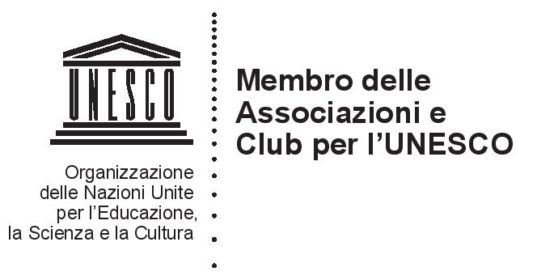 UNESCO
Organizzazione
delle Nazioni Unite
per l’Educazione,
la Scienza e la Cultura
Membro delle
Associazioni e
Club per l’UNESCO